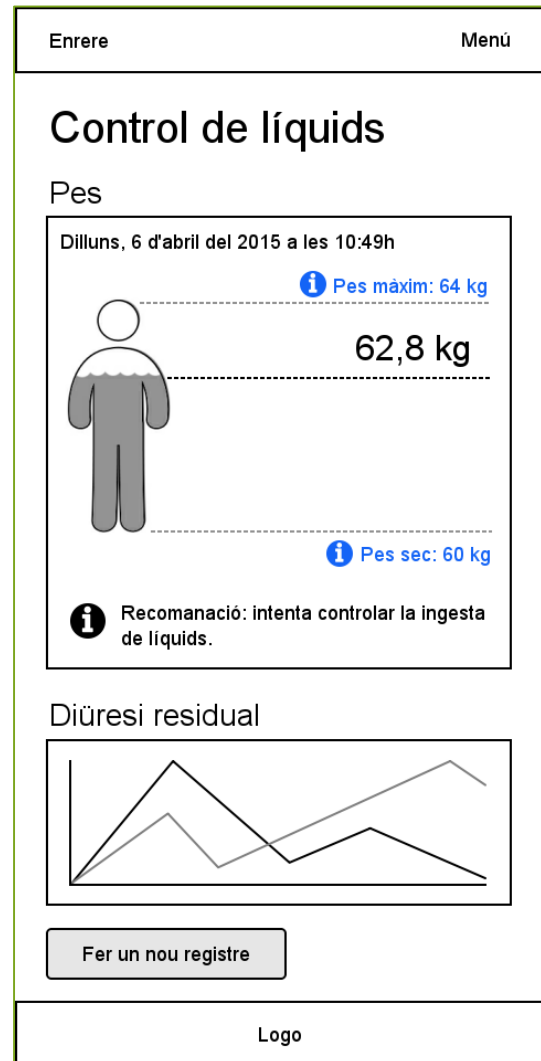 Enrere
Menú
Control de líquids
Pes
Dilluns, 6 d'abril del 2015 a les 10:49h
Pes màxim: 64 kg
62,8 kg
Pes sec: 60 kg
Recomanació: intenta controlar la ingesta
de líquids.
Diüresi residual
Fer un nou registre
Logo